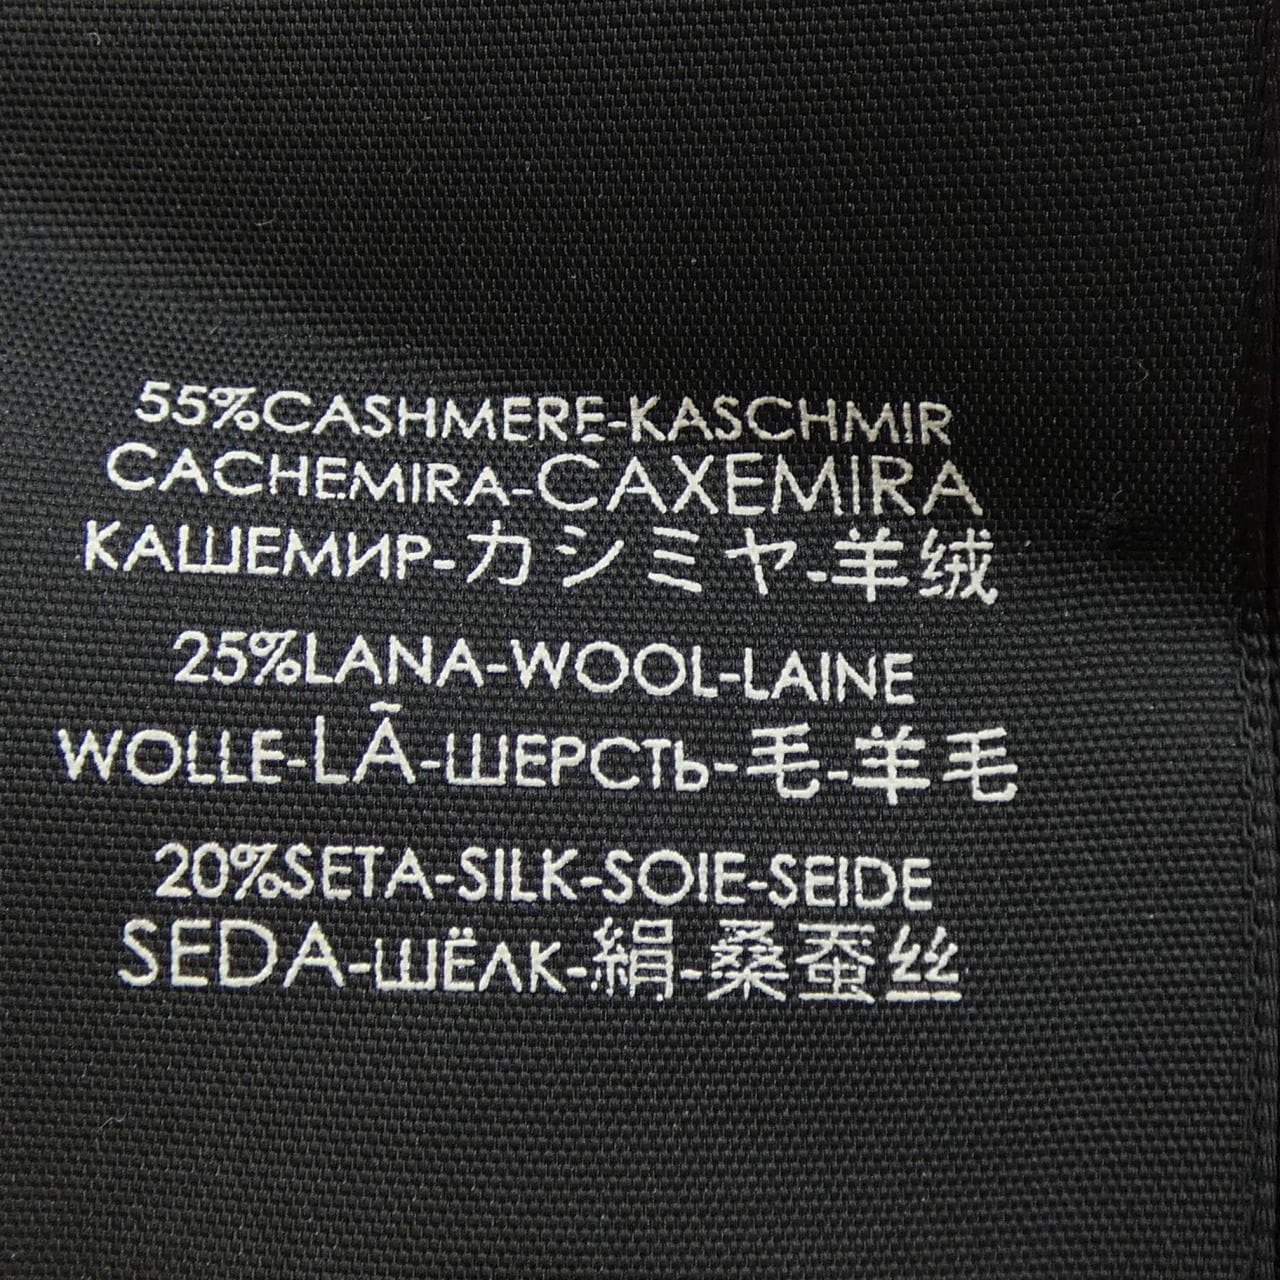 55%CASHMERE-KASCHMIR
CACHEMIRA-CAXEMIRA
КАШЕМИР-カシミヤ-羊绒
25%LANA-WOOL-LAINE
WOLLE-LÃ-ШЕРСТЬ-毛-羊毛
20%SETA-SILK-SOIE-SEIDE
SEDA-ШЁЛК-絹-桑蚕丝